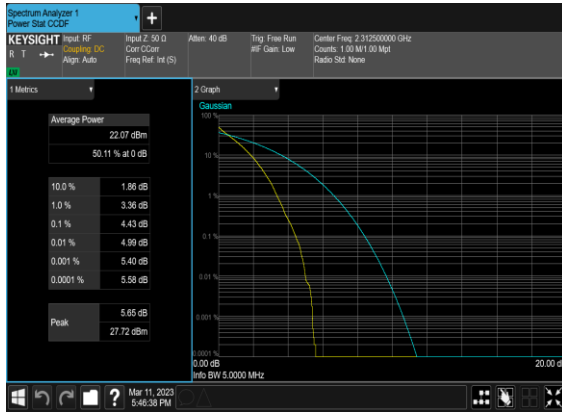 Spectrum Analyzer 1
Power Stat CCDF
KEYSIGHT
R T
LXI
Input: RF
Coupling: DC
Align: Auto
Input Z: 50 Ω
Corr CCorr
Freq Ref: Int (S)
Atten: 40 dB
Trig: Free Run
#IF Gain: Low
Center Freq: 2.312500000 GHz
Counts: 1.00 M/1.00 Mpt
Radio Std: None
1 Metrics
Average Power
22.07 dBm
50.11 % at 0 dB
10.0 % 1.86 dB
1.0 % 3.36 dB
0.1 % 4.43 dB
0.01 % 4.99 dB
0.001 % 5.40 dB
0.0001 % 5.58 dB
Peak
5.65 dB
27.72 dBm
2 Graph
Gaussian
100 %
10 %
1 %
0.1 %
0.01 %
0.001 %
0.0001 %
0.00 dB
20.00 d
Info BW 5.0000 MHz
?
Mar 11, 2023
5:46:38 PM